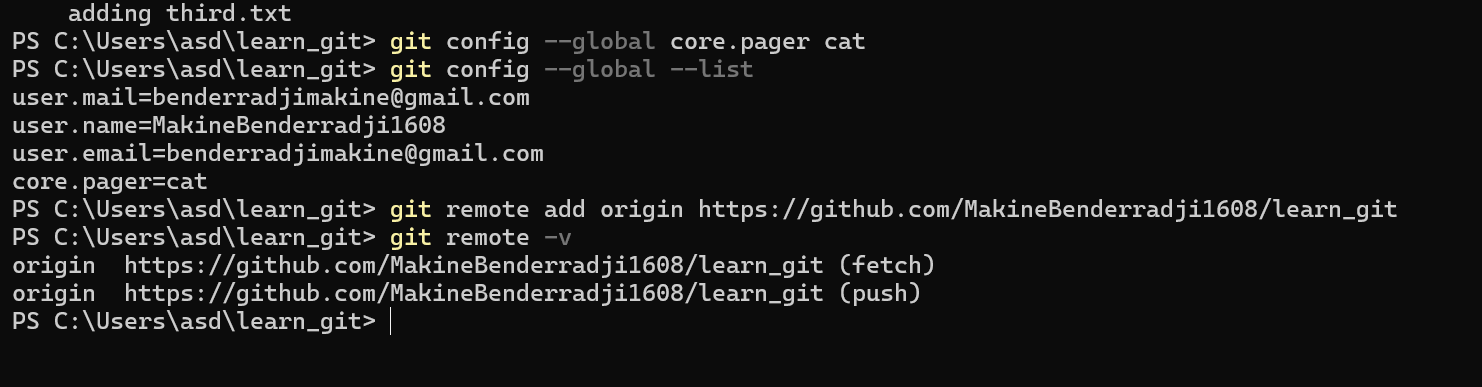 adding third.txt
PS C:\Users\asd\learn_git> git config --global core.pager cat
PS C:\Users\asd\learn_git> git config --global --list
user.mail=benderradjimakine@gmail.com
user.name=MakineBenderradji1608
user.email=benderradjimakine@gmail.com
core.pager=cat
PS C:\Users\asd\learn_git> git remote add origin https://github.com/MakineBenderradji1608/learn_git
PS C:\Users\asd\learn_git> git remote -v
origin  https://github.com/MakineBenderradji1608/learn_git (fetch)
origin  https://github.com/MakineBenderradji1608/learn_git (push)
PS C:\Users\asd\learn_git>